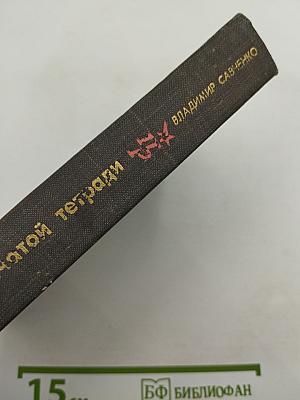 ВЛАДИМИР САВЧЕНКО
чатой тетради
15
БФ БИБЛИОФАН